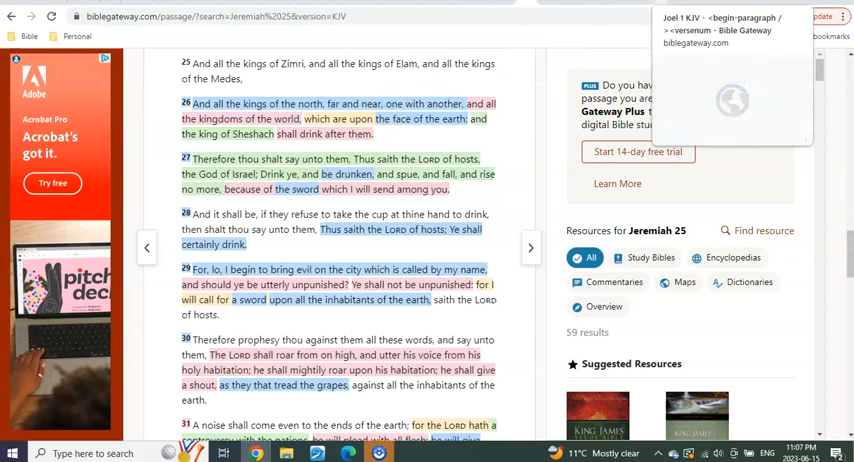 biblegateway.com/passage/?search=Jeremiah%2025&version=KJV
Joel 1 KJV - <begin-paragraph /
><versenum - Bible Gateway
biblegateway.com
pdate
Bible
Personal
bookmarks
Adobe
Acrobat Pro
Acrobat's
got it.
Try free
pitch
dec
25 And all the kings of Zimri, and all the kings of Elam, and all the kings
of the Medes,
26 And all the kings of the north, far and near, one with another, and all
the kingdoms of the world, which are upon the face of the earth: and
the king of Sheshach shall drink after them.
27 Therefore thou shalt say unto them, Thus saith the LORD of hosts,
the God of Israel; Drink ye, and be drunken, and spue, and fall, and rise
no more, because of the sword which I will send among you.
28 And it shall be, if they refuse to take the cup at thine hand to drink,
then shalt thou say unto them, Thus saith the LORD of hosts; Ye shall
certainly drink.
29 For, lo, I begin to bring evil on the city which is called by my name,
and should ye be utterly unpunished? Ye shall not be unpunished: for I
will call for a sword upon all the inhabitants of the earth, saith the LORD
of hosts.
30 Therefore prophesy thou against them all these words, and say unto
them, The LORD shall roar from on high, and utter his voice from his
holy habitation; he shall mightily roar upon his habitation; he shall give
a shout, as they that tread the grapes, against all the inhabitants of the
earth.
31 A noise shall come even to the ends of the earth; for the LORD hath a
controversy with the nations, he will plead with all flesh; he will give
PLUS Do you hav
passage you are
Gateway Plus t
digital Bible stu
Start 14-day free trial
Learn More
Resources for Jeremiah 25
Find resource
All
Study Bibles
Encyclopedias
Commentaries
Maps
Dictionaries
Overview
59 results
Suggested Resources
KING JAMES
KING JAMES
Type here to search
11°C Mostly clear
ENG
11:07 PM
2023-06-15
2